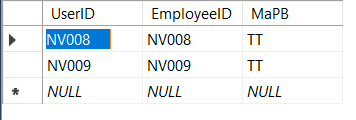 UserID EmployeeID MaPB
NV008 NV008 TT
NV009 NV009 TT
NULL NULL NULL